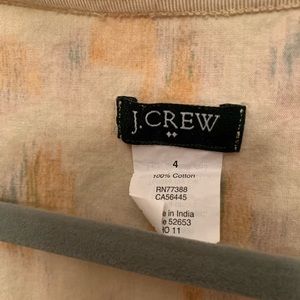 J.CREW
4
100% Cotton
RN77388
CA56445
in India
52653
11